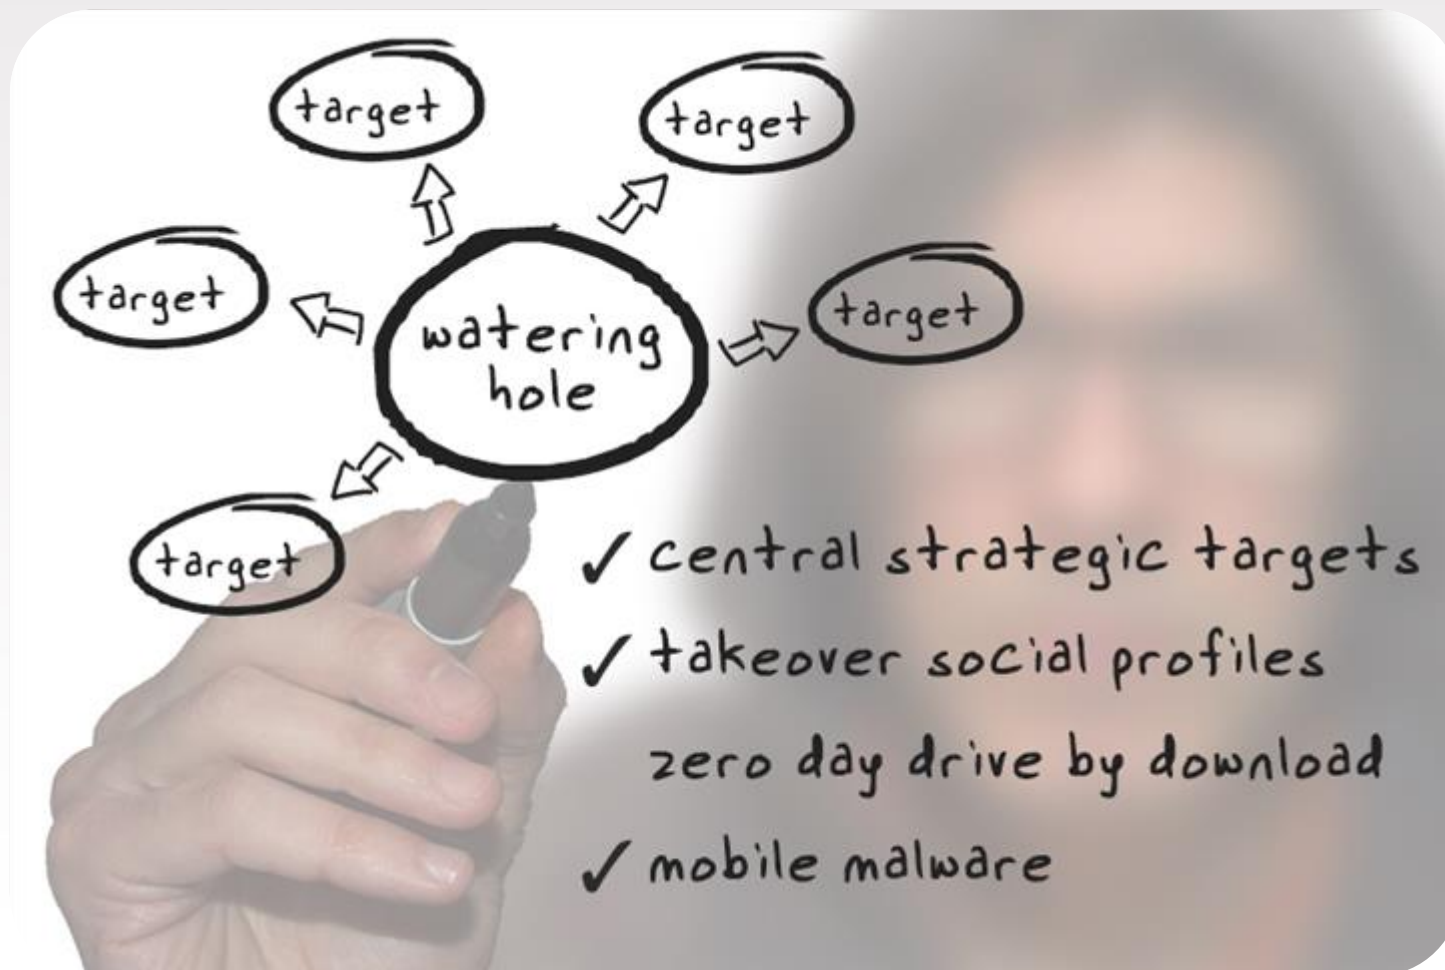 target
target
target
target
watering
hole
target
✓ central strategic targets
✓ takeover social profiles
zero day drive by download
✓ mobile malware